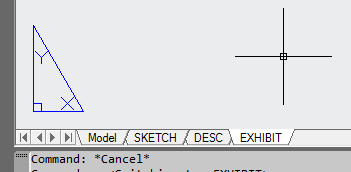 Y
X
Model SKETCH DESC EXHIBIT
Command: *Cancel*